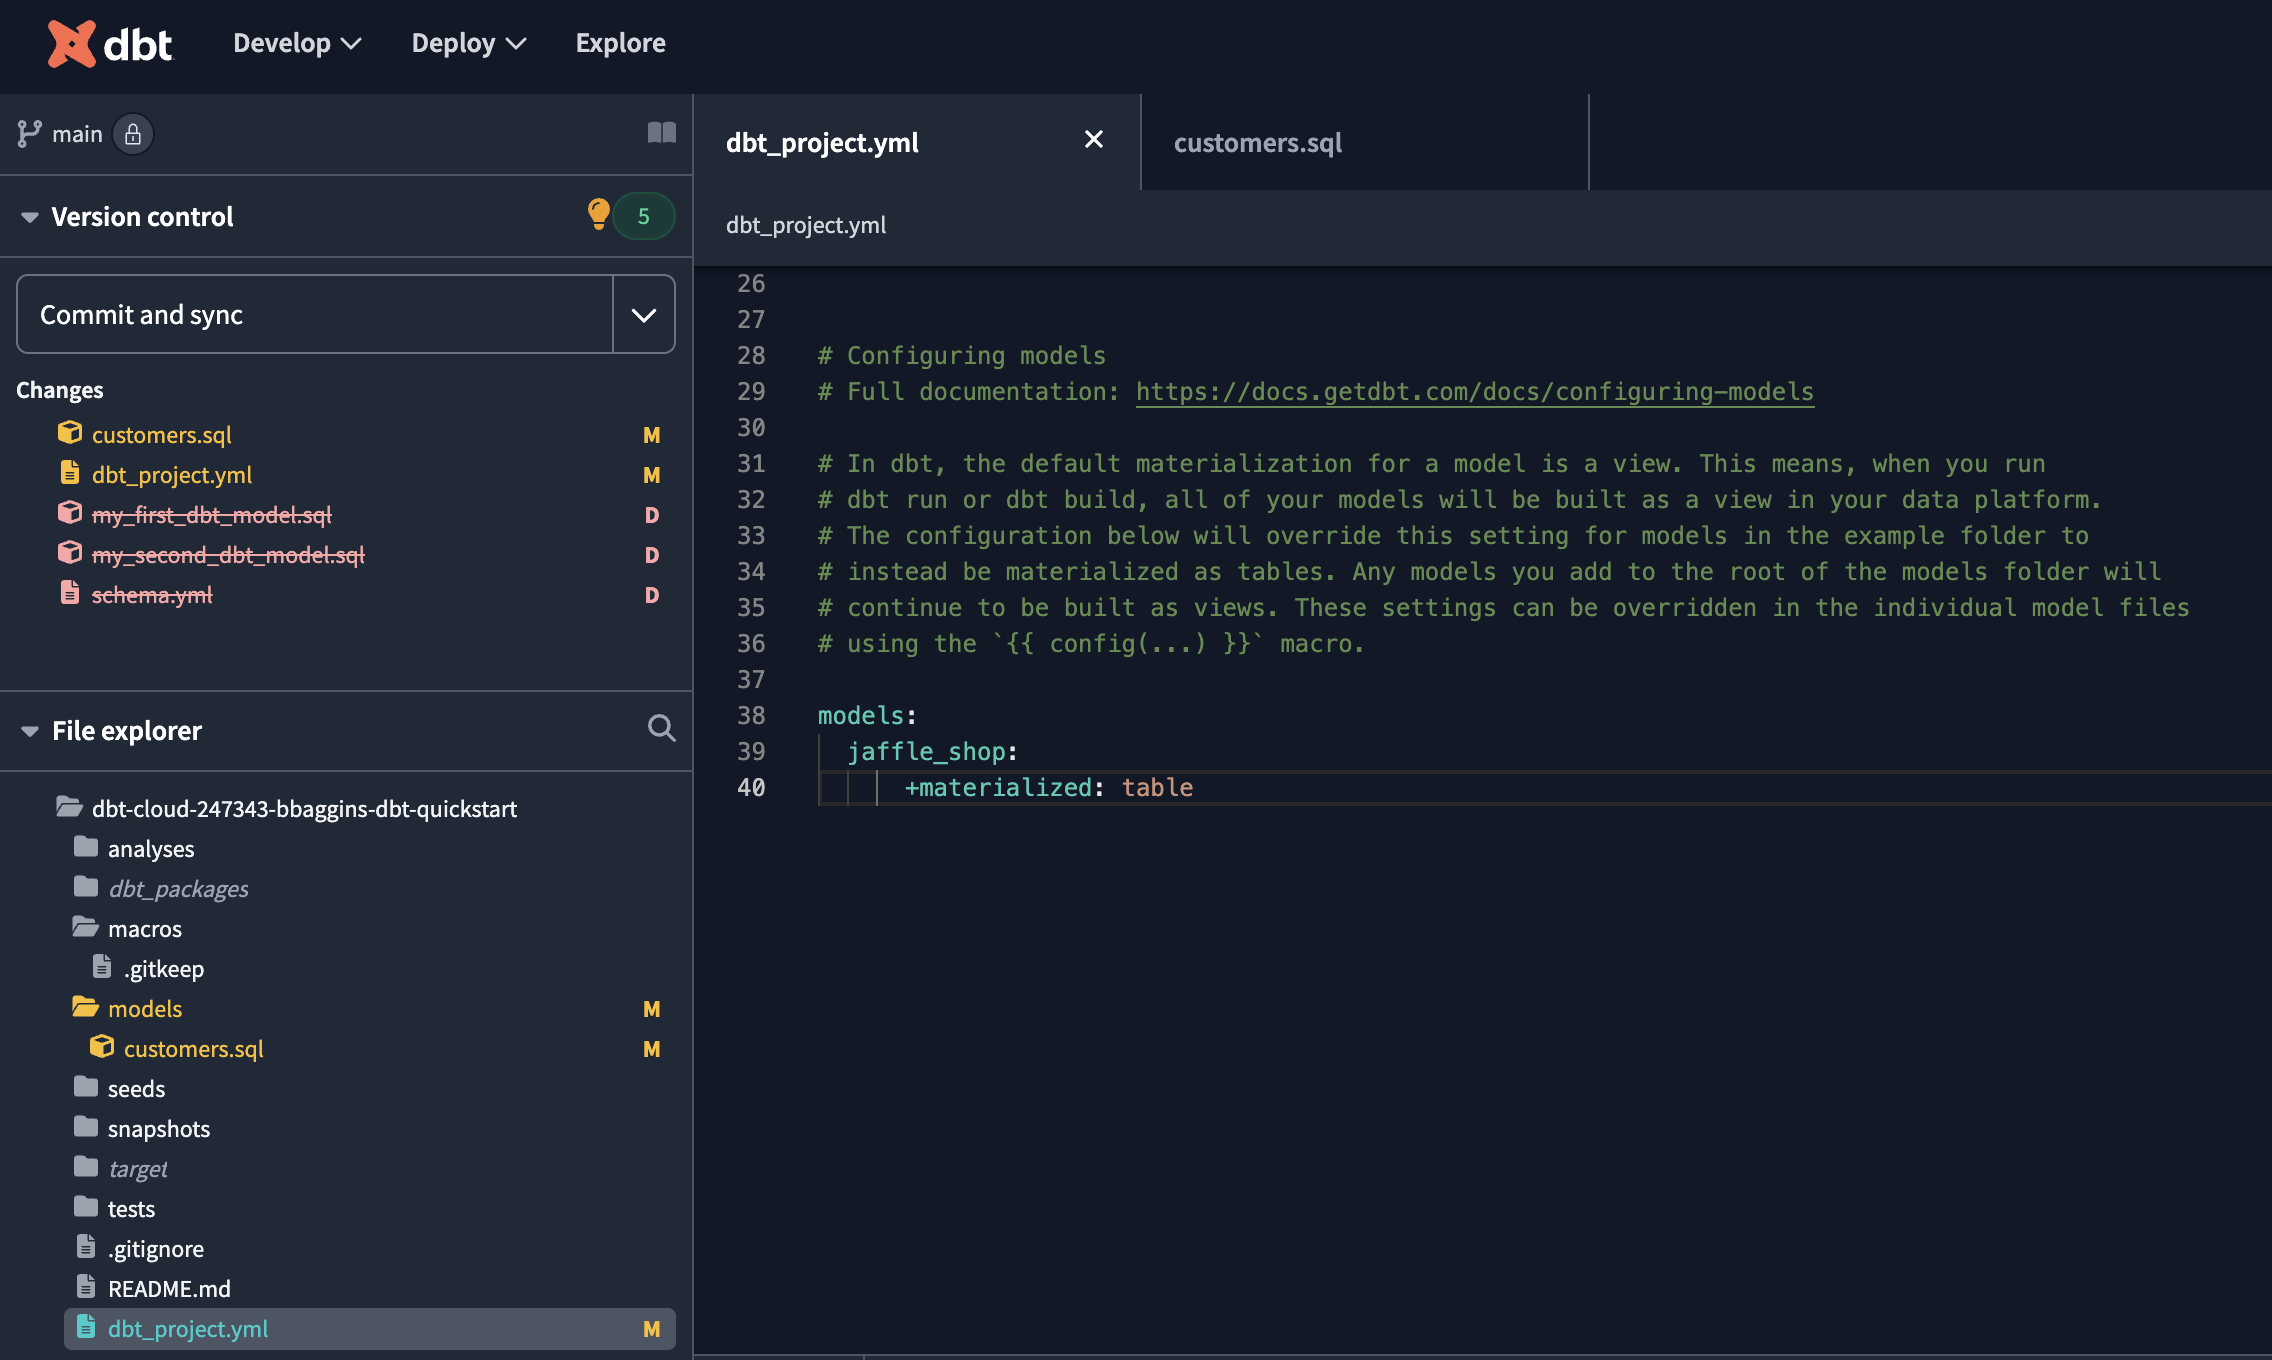 dbt
Develop
Deploy
Explore
main
Version control
5
Commit and sync
Changes
customers.sql M
dbt_project.yml M
my_first_dbt_model.sql D
my_second_dbt_model.sql D
schema.yml D
File explorer
dbt-cloud-247343-bbaggins-dbt-quickstart
analyses
dbt_packages
macros
.gitkeep
models M
customers.sql M
seeds
snapshots
target
tests
.gitignore
README.md
dbt_project.yml M
dbt_project.yml
customers.sql
dbt_project.yml
26
27
28 # Configuring models
29 # Full documentation: https://docs.getdbt.com/docs/configuring-models
30
31 # In dbt, the default materialization for a model is a view. This means, when you run
32 # dbt run or dbt build, all of your models will be built as a view in your data platform.
33 # The configuration below will override this setting for models in the example folder to
34 # instead be materialized as tables. Any models you add to the root of the models folder will
35 # continue to be built as views. These settings can be overridden in the individual model files
36 # using the `{{ config(...) }}` macro.
37
38 models:
39 jaffle_shop:
40 +materialized: table